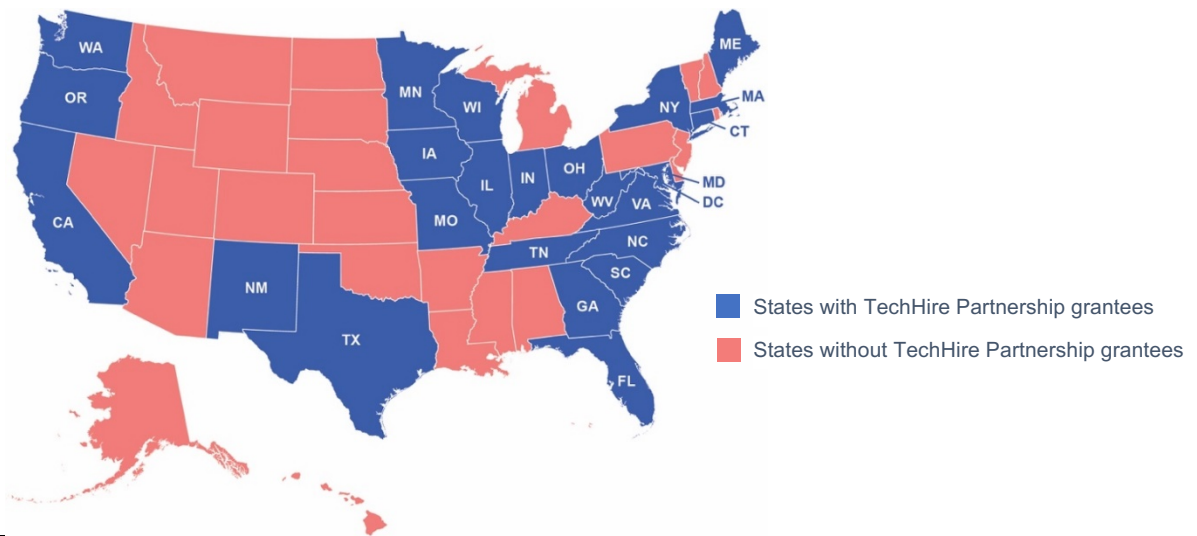 WA
ME
OR
MN
WI
NY
MA
CT
IA
IL
IN
OH
MD
DC
WV
VA
CA
MO
NC
TN
SC
NM
GA
TX
FL
States with TechHire Partnership grantees
States without TechHire Partnership grantees